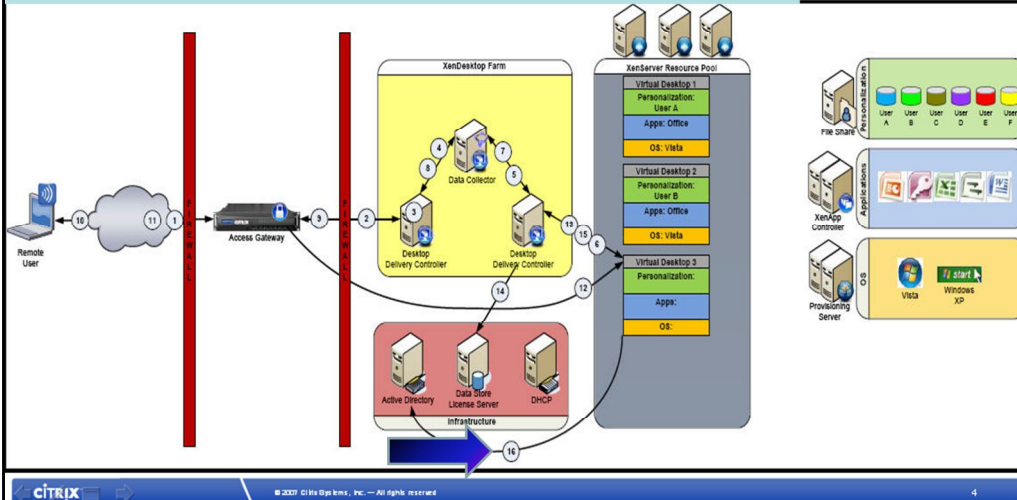 XenDesktop Farm
XenServer Resource Pool
Virtual Desktop 1
Personalization:
User A
Apps: Office
OS: Vista
Virtual Desktop 2
Personalization:
User B
Apps: Office
OS: Vista
Virtual Desktop 3
Personalization:
Apps:
OS:
Remote
User
10
11
1
FIREWALL
CITRIX
Access Gateway
9
FIREWALL
2
3
8
4
7
5
Data Collector
Desktop
Delivery Controller
Desktop
Delivery Controller
15
6
12
14
Active Directory
Data Store
License Server
DHCP
Infrastructure
16
File Share
Personalization
User
A
User
B
User
C
User
D
User
E
User
F
XenApp
Controller
Applications
Provisioning
Server
OS
Vista
start
Windows
XP
CITRIX
© 2007 Citrix Systems, Inc. — All rights reserved
4